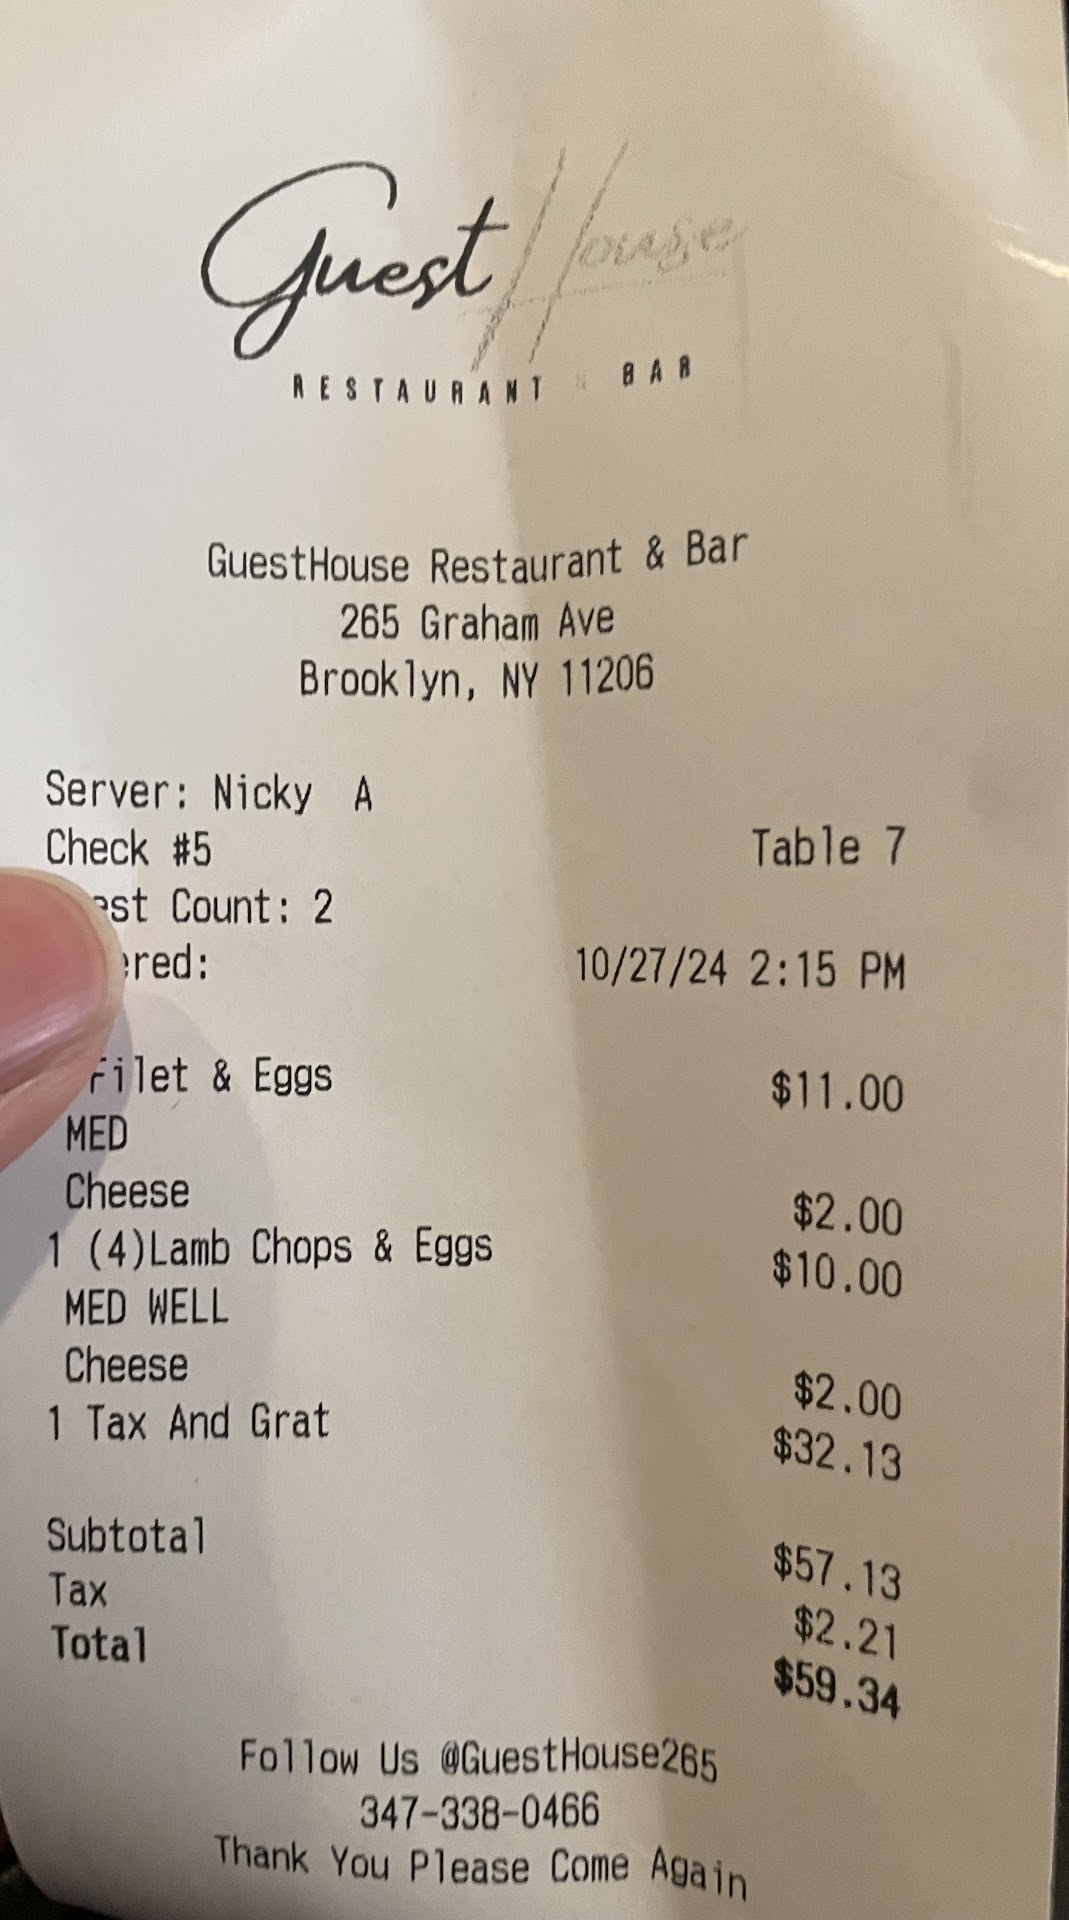 Guest House
RESTAURANT BAR
GuestHouse Restaurant & Bar
265 Graham Ave
Brooklyn, NY 11206
Server: Nicky A
Check #5 Table 7
est Count: 2
ered: 10/27/24 2:15 PM
Filet & Eggs $11.00
MED
Cheese $2.00
1 (4)Lamb Chops & Eggs $10.00
MED WELL
Cheese $2.00
1 Tax And Grat $32.13
Subtotal $57.13
Tax $2.21
Total $59.34
Follow Us @GuestHouse265
347-338-0466
Thank You Please Come Again